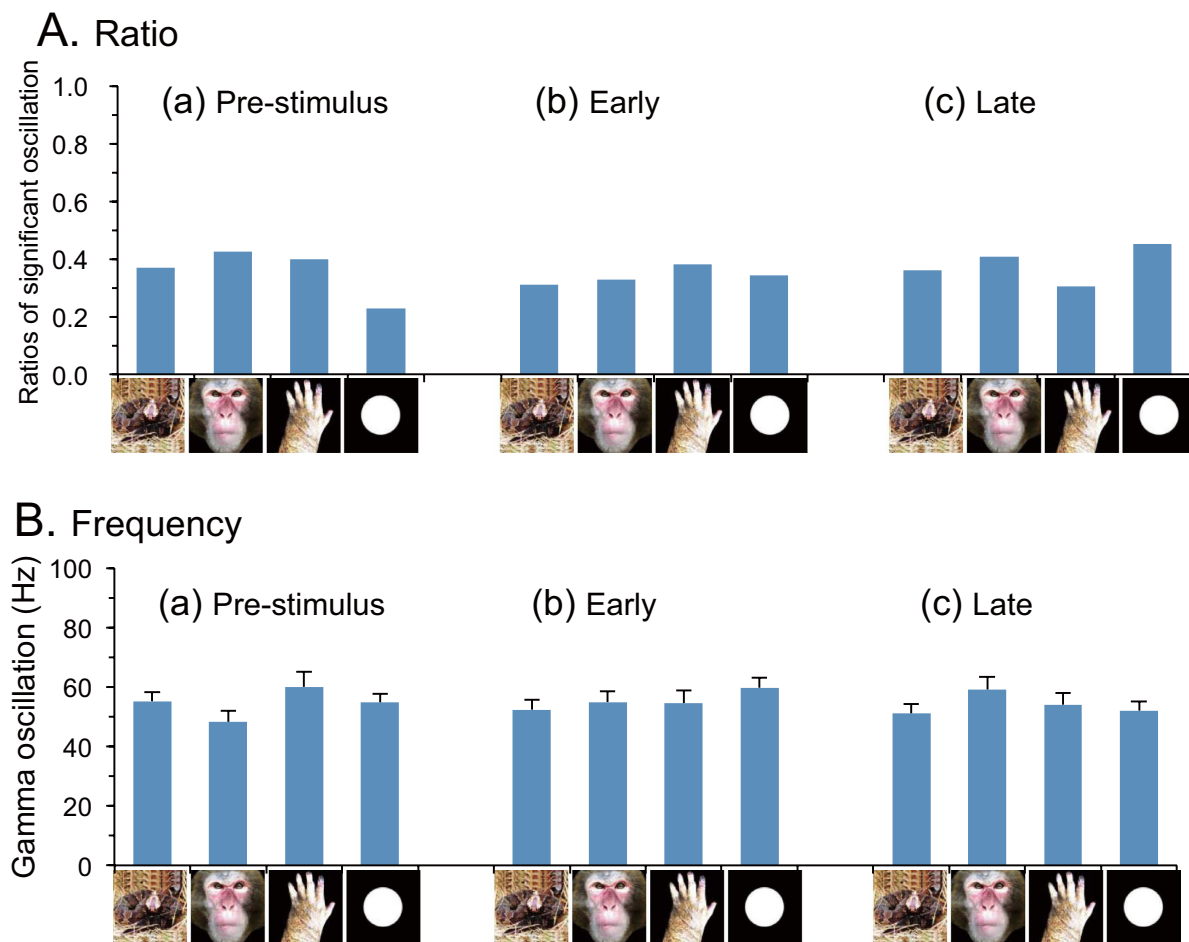 A. Ratio
Ratios of significant oscillation
1.0
0.8
0.6
0.4
0.2
0.0
(a) Pre-stimulus
(b) Early
(c) Late
B. Frequency
Gamma oscillation (Hz)
100
80
60
40
20
0
(a) Pre-stimulus
(b) Early
(c) Late